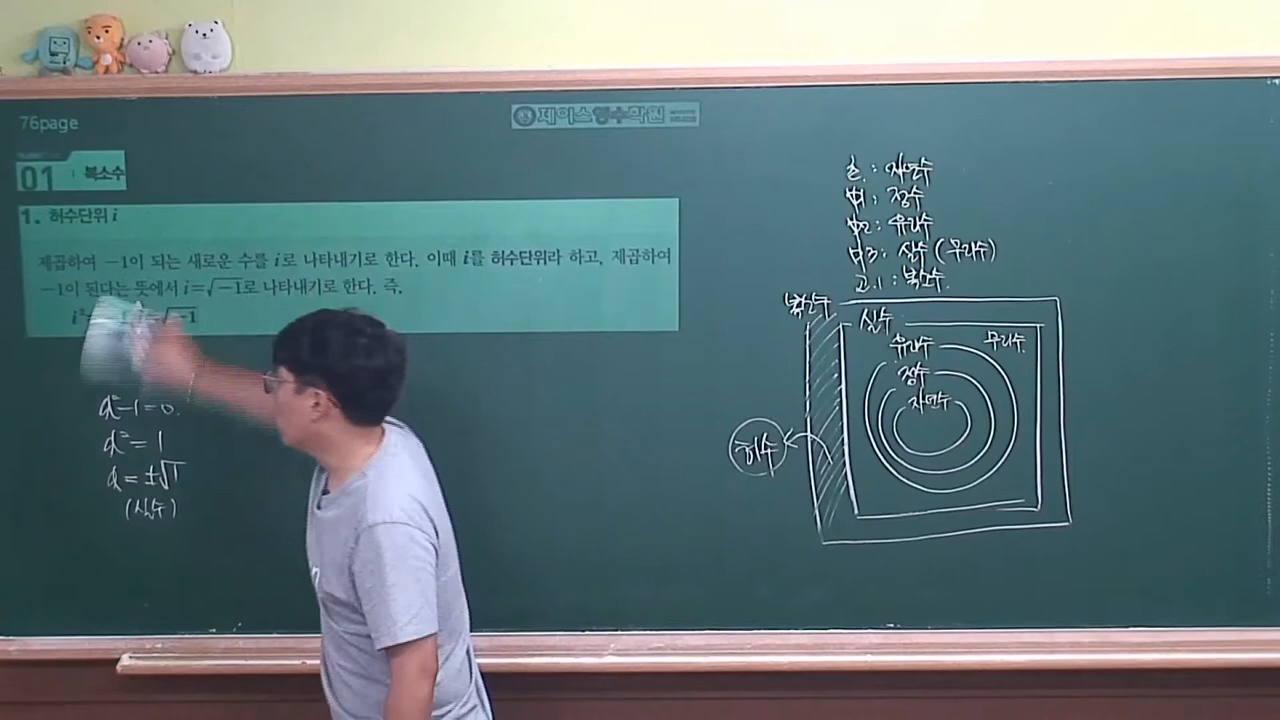 76page
제이스영수학원
01 복소수
1. 허수단위 i
제곱하여 -1이 되는 새로운 수를 i로 나타내기로 한다. 이때 i를 허수단위라 하고, 제곱하여
-1이 된다는 뜻에서 i=√-1로 나타내기로 한다. 즉,
i² √-1
x²-1=0.
x²=1
x=±√1
(실수)
초. : 자연수
중1 : 정수
중2 : 유리수
중3 : 실수 (무리수)
고.1 : 복소수.
복소수
실수
유리수
무리수.
정수
자연수
허수